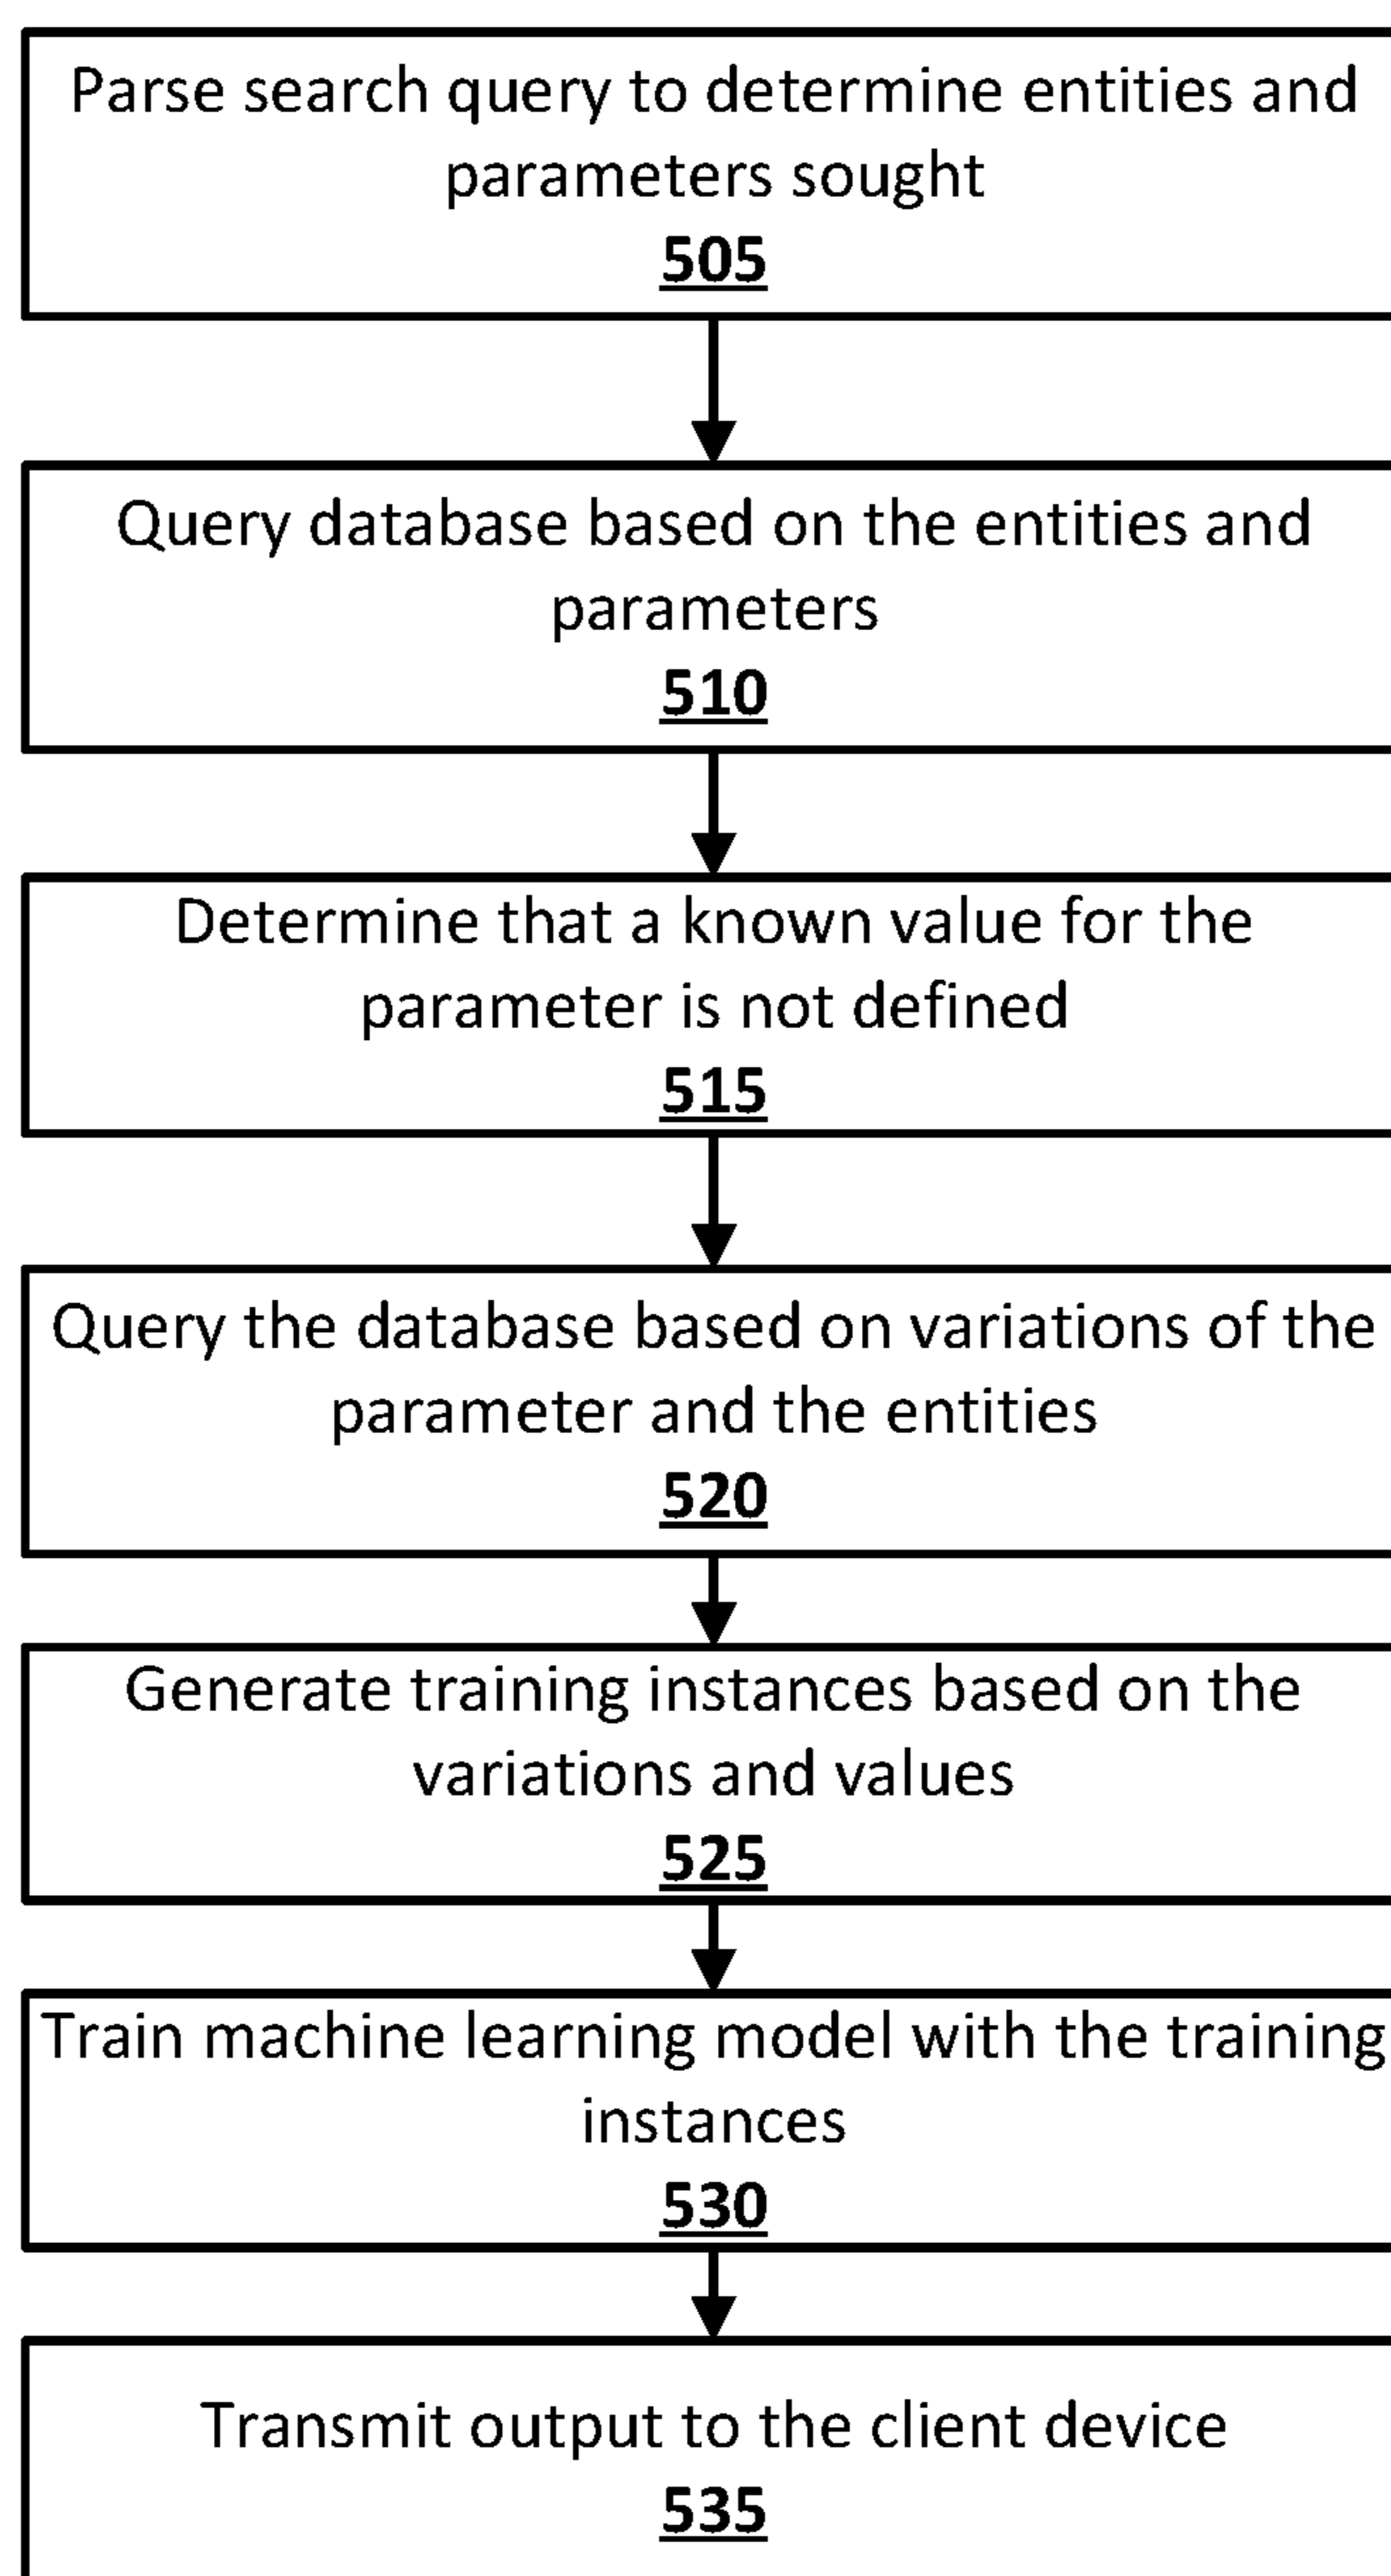 Parse search query to determine entities and
parameters sought
505
Query database based on the entities and
parameters
510
Determine that a known value for the
parameter is not defined
515
Query the database based on variations of the
parameter and the entities
520
Generate training instances based on the
variations and values
525
Train machine learning model with the training
instances
530
Transmit output to the client device
535